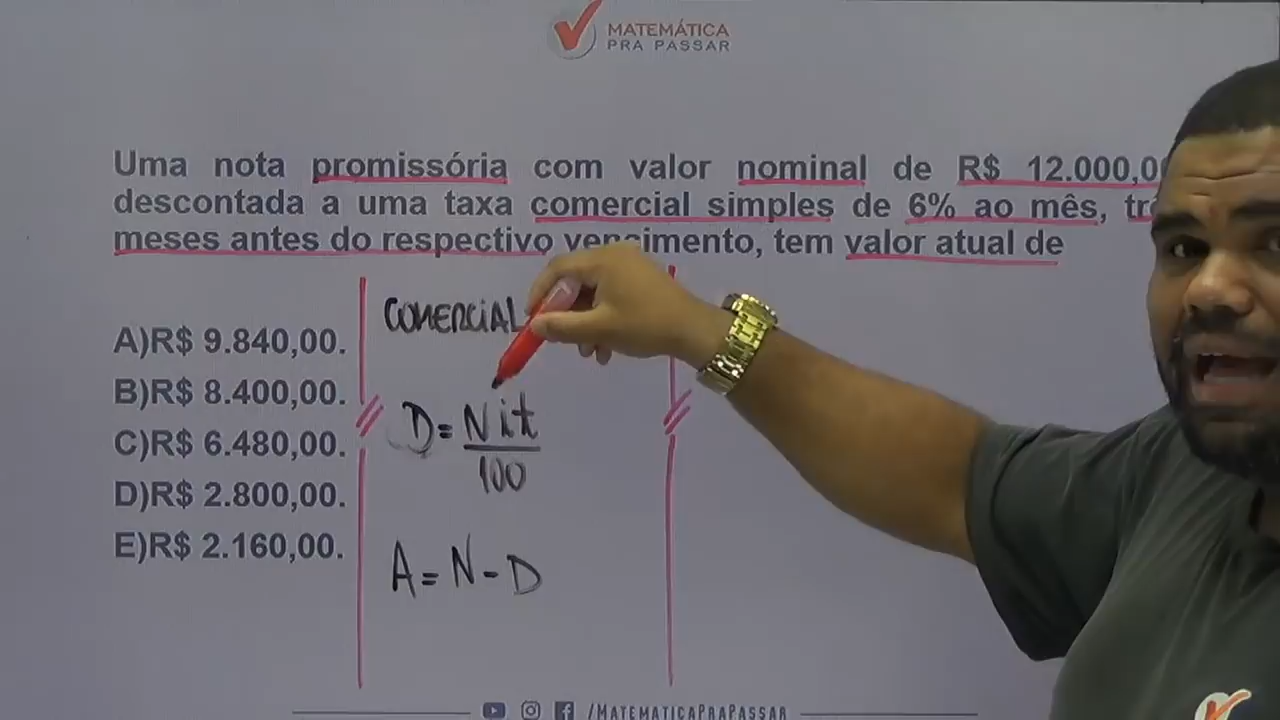 MATEMÁTICA
PRA PASSAR
Uma nota promissória com valor nominal de R$ 12.000,0
descontada a uma taxa comercial simples de 6% ao mês,
meses antes do respectivo vencimento, tem valor atual de
A)R$ 9.840,00.
B)R$ 8.400,00.
C)R$ 6.480,00.
D)R$ 2.800,00.
E)R$ 2.160,00.
COMERCIAL
D = Nit
100
A = N - D
/MATEMATICAPRAPASSAR